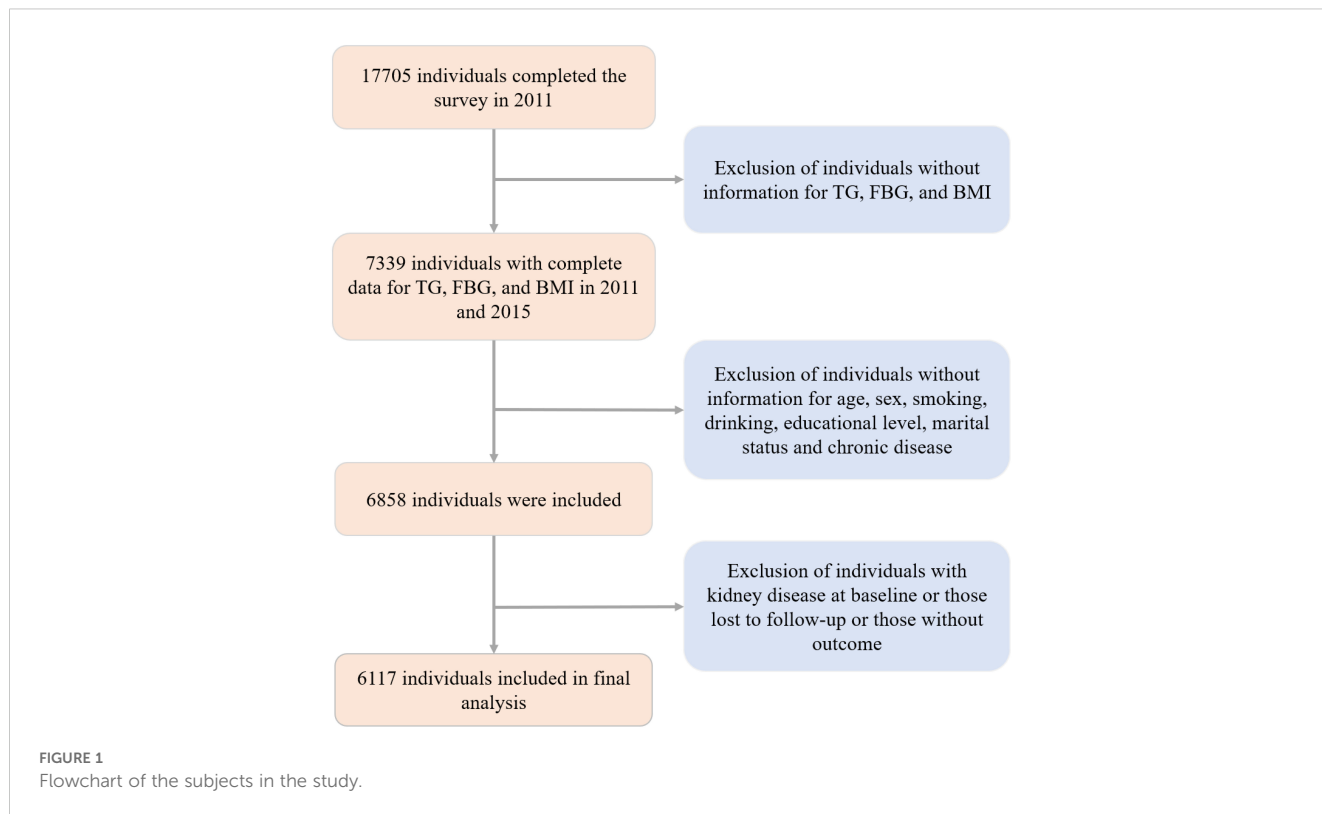 17705 individuals completed the
survey in 2011
Exclusion of individuals without
information for TG, FBG, and BMI
7339 individuals with complete
data for TG, FBG, and BMI in 2011
and 2015
Exclusion of individuals without
information for age, sex, smoking,
drinking, educational level, marital
status and chronic disease
6858 individuals were included
Exclusion of individuals with
kidney disease at baseline or those
lost to follow-up or those without
outcome
6117 individuals included in final
analysis
FIGURE 1
Flowchart of the subjects in the study.